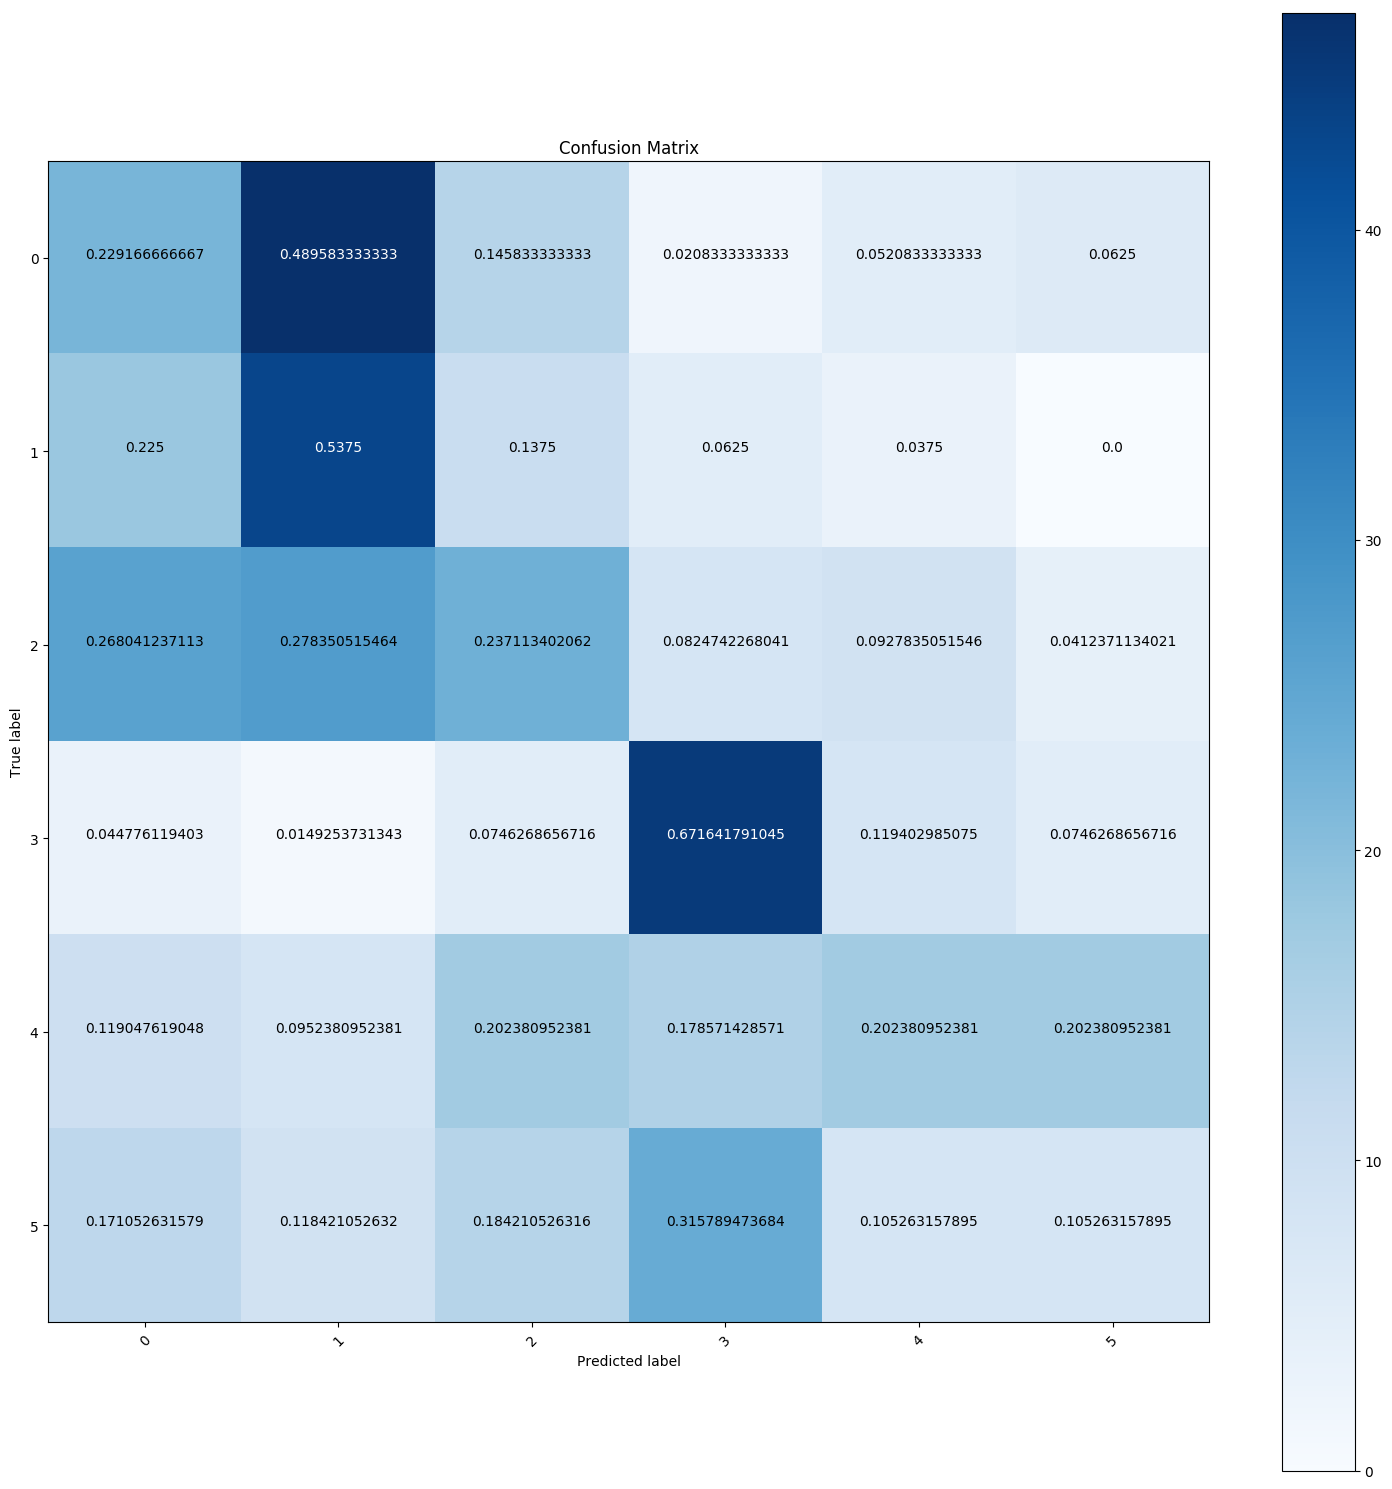 Confusion Matrix
0 0.229166666667 0.489583333333 0.145833333333 0.0208333333333 0.0520833333333 0.0625
1 0.225 0.5375 0.1375 0.0625 0.0375 0.0
2 0.268041237113 0.278350515464 0.237113402062 0.0824742268041 0.0927835051546 0.0412371134021
3 0.044776119403 0.0149253731343 0.0746268656716 0.671641791045 0.119402985075 0.0746268656716
4 0.119047619048 0.0952380952381 0.202380952381 0.178571428571 0.202380952381 0.202380952381
5 0.171052631579 0.118421052632 0.184210526316 0.315789473684 0.105263157895 0.105263157895
True label
0 1 2 3 4 5
Predicted label
40
30
20
10
0